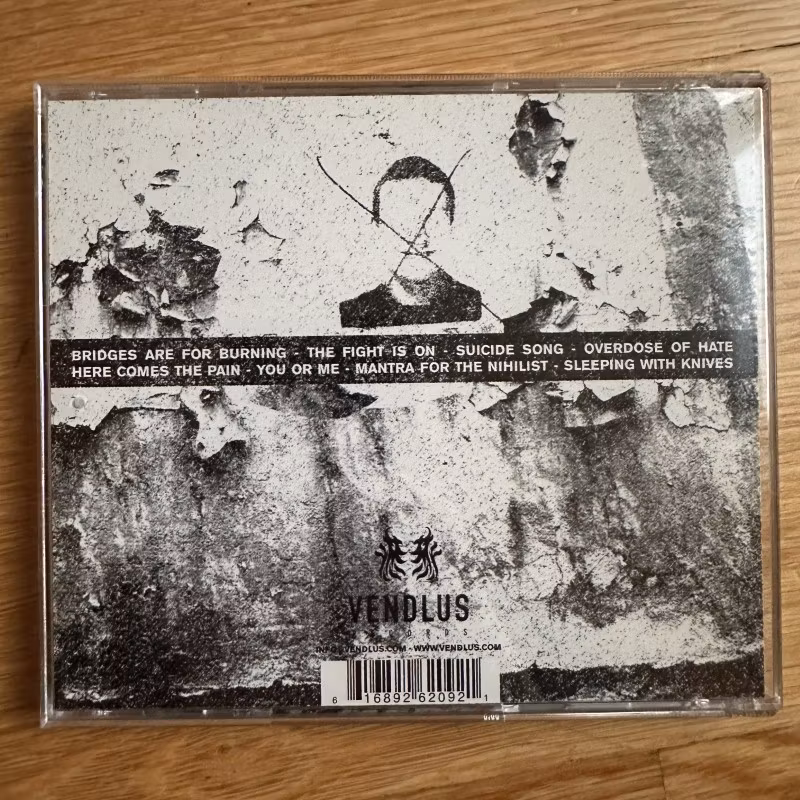 BRIDGES ARE FOR BURNING - THE FIGHT IS ON - SUICIDE SONG - OVERDOSE OF HATE
HERE COMES THE PAIN - YOU OR ME - MANTRA FOR THE NIHILIST - SLEEPING WITH KNIVES
VENDLUS
RECORDS
INFO@VENDLUS.COM - WWW.VENDLUS.COM
6 16892 62092 1